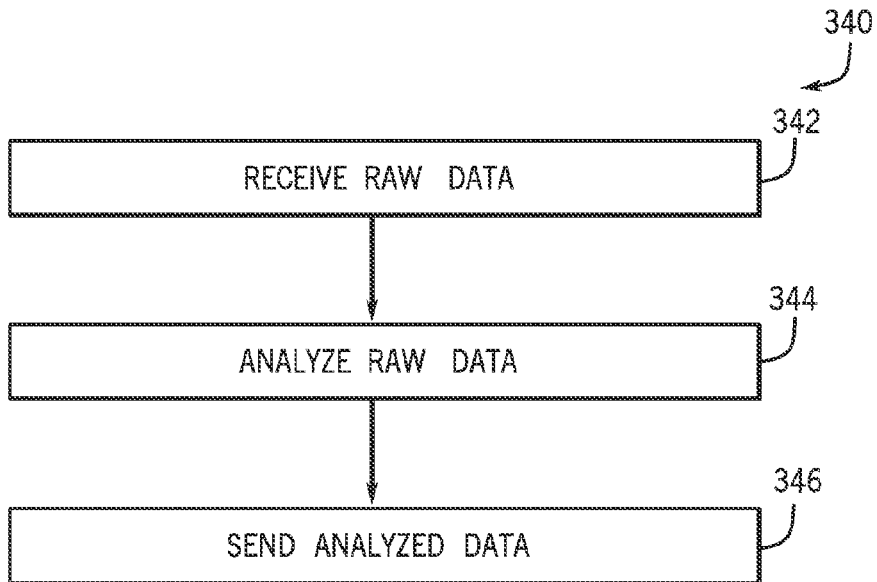 340
342
RECEIVE RAW DATA
344
ANALYZE RAW DATA
346
SEND ANALYZED DATA